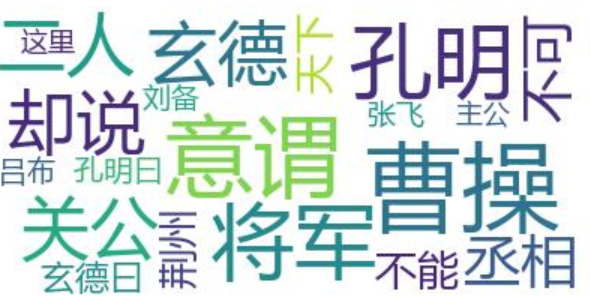 二人
这里
玄德
天下
孔明
不可
却说
刘备
张飞
主公
意谓
曹操
吕布
孔明曰
关公
荆州
将军
不能
丞相
玄德曰